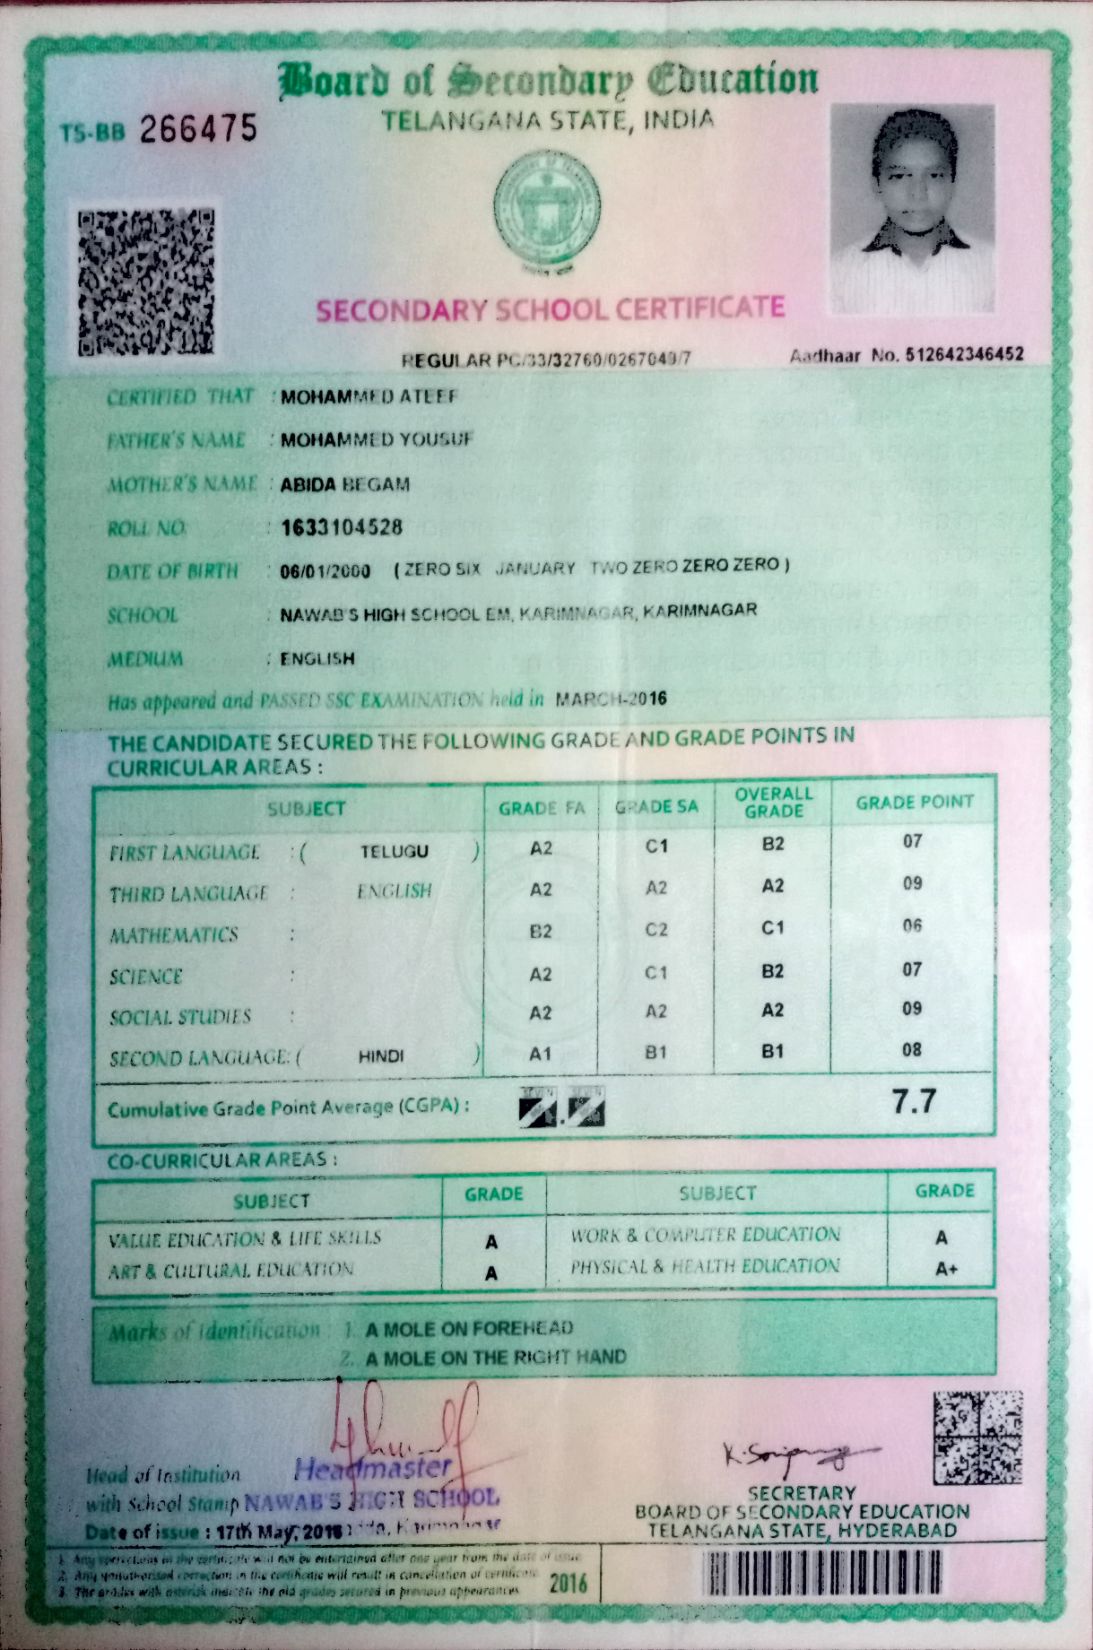 Board of Secondary Education
TELANGANA STATE, INDIA
TS-BB 266475
SECONDARY SCHOOL CERTIFICATE
REGULAR PC/33/32760/0267049/7
Aadhaar No. 512642346452
CERTIFIED THAT : MOHAMMED ATEEF
FATHER'S NAME : MOHAMMED YOUSUF
MOTHER'S NAME : ABIDA BEGAM
ROLL NO. : 1633104528
DATE OF BIRTH : 06/01/2000 ( ZERO SIX JANUARY TWO ZERO ZERO ZERO )
SCHOOL : NAWAB'S HIGH SCHOOL EM, KARIMNAGAR, KARIMNAGAR
MEDIUM : ENGLISH
Has appeared and PASSED SSC EXAMINATION held in MARCH-2016
THE CANDIDATE SECURED THE FOLLOWING GRADE AND GRADE POINTS IN
CURRICULAR AREAS :
SUBJECT GRADE FA GRADE SA OVERALL GRADE GRADE POINT
FIRST LANGUAGE : ( TELUGU ) A2 C1 B2 07
THIRD LANGUAGE : ENGLISH A2 A2 A2 09
MATHEMATICS : B2 C2 C1 06
SCIENCE : A2 C1 B2 07
SOCIAL STUDIES : A2 A2 A2 09
SECOND LANGUAGE: ( HINDI ) A1 B1 B1 08
Cumulative Grade Point Average (CGPA) : 7.7
CO-CURRICULAR AREAS :
SUBJECT GRADE SUBJECT GRADE
VALUE EDUCATION & LIFE SKILLS A WORK & COMPUTER EDUCATION A
ART & CULTURAL EDUCATION A PHYSICAL & HEALTH EDUCATION A+
Marks of Identification : 1. A MOLE ON FOREHEAD
2. A MOLE ON THE RIGHT HAND
Head of Institution
with School Stamp
Headmaster
NAWAB'S HIGH SCHOOL
Date of issue : 17th May, 2016
SECRETARY
BOARD OF SECONDARY EDUCATION
TELANGANA STATE, HYDERABAD
1. Any corrections in the certificate will not be entertained after one year from the date of issue
2. Any unauthorised correction in the certificate will result in cancellation of certificate
3. The grades with asterisk indicate the old grades secured in previous appearances
2016